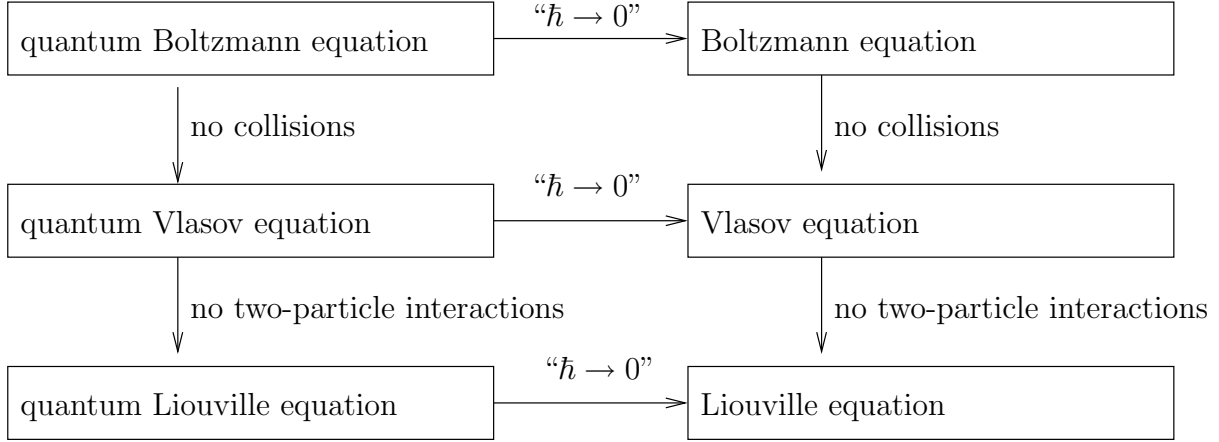 “ħ → 0”
quantum Boltzmann equation
Boltzmann equation
no collisions
no collisions
“ħ → 0”
quantum Vlasov equation
Vlasov equation
no two-particle interactions
no two-particle interactions
“ħ → 0”
quantum Liouville equation
Liouville equation